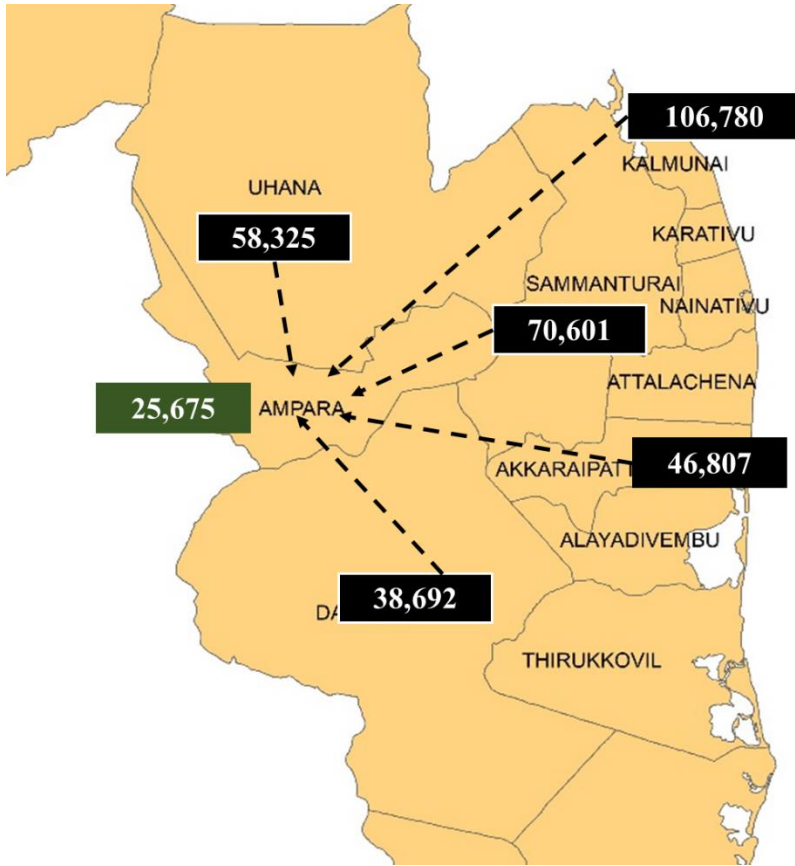 106,780
KALMUNAI
UHANA
58,325
KARATIVU
SAMMANTURAI
NAINATIVU
70,601
ATTALACHENA
25,675
AMPARA
AKKARAIPATT
46,807
ALAYADIVEMBU
38,692
DA
THIRUKKOVIL